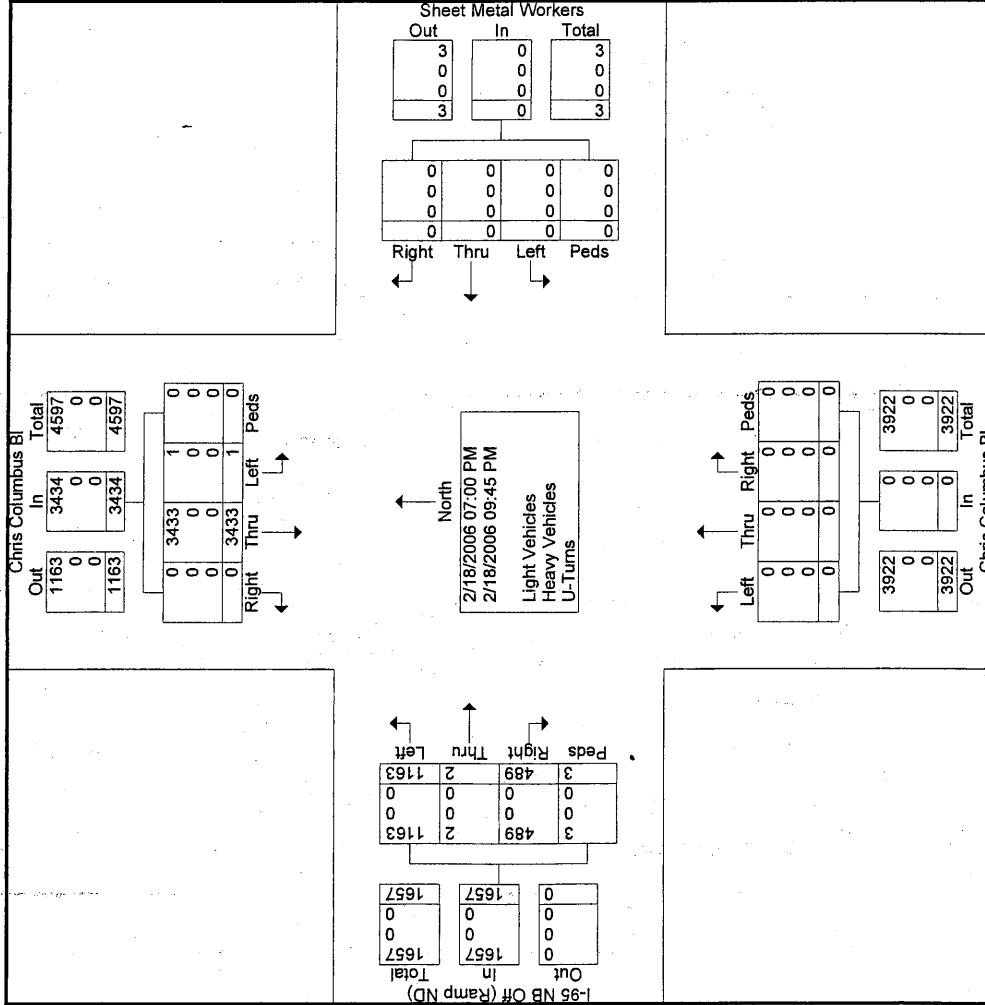 Sheet Metal Workers
Out In Total
3 0 3
0 0 0
0 0 0
3 0 3
0 0 0 0
0 0 0 0
0 0 0 0
0 0 0 0
Right Thru Left Peds
Chris Columbus Bl
Out In Total
1163 3434 4597
0 0 0
0 0 0
1163 3434 4597
0 3433 1 0
0 0 0 0
0 0 0 0
0 3433 1 0
Right Thru Left Peds
North
2/18/2006 07:00 PM
2/18/2006 09:45 PM
Light Vehicles
Heavy Vehicles
U-Turns
Left Thru Right Peds
0 0 0 0
0 0 0 0
0 0 0 0
0 0 0 0
3922 0 3922
0 0 0
0 0 0
3922 0 3922
Out In Total
Chris Columbus Bl
I-95 NB Off (Ramp ND)
Out In Total
0 1657 1657
0 0 0
0 0 0
0 1657 1657
3 489 2 1163
0 0 0 0
0 0 0 0
3 489 2 1163
Peds Right Thru Left